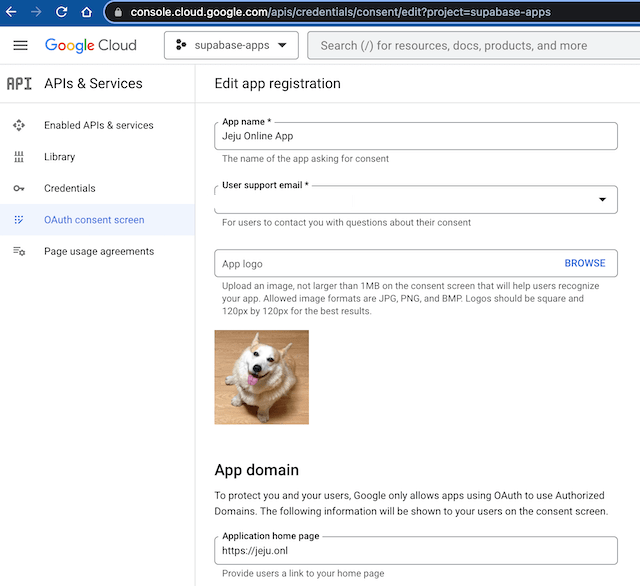 console.cloud.google.com/apis/credentials/consent/edit?project=supabase-apps
Google Cloud
supabase-apps
Search (/) for resources, docs, products, and more
API
APIs & Services
Edit app registration
Enabled APIs & services
Library
Credentials
OAuth consent screen
Page usage agreements
App name *
Jeju Online App
The name of the app asking for consent
User support email *
For users to contact you with questions about their consent
App logo
BROWSE
Upload an image, not larger than 1MB on the consent screen that will help users recognize
your app. Allowed image formats are JPG, PNG, and BMP. Logos should be square and
120px by 120px for the best results.
App domain
To protect you and your users, Google only allows apps using OAuth to use Authorized
Domains. The following information will be shown to your users on the consent screen.
Application home page
https://jeju.onl
Provide users a link to your home page